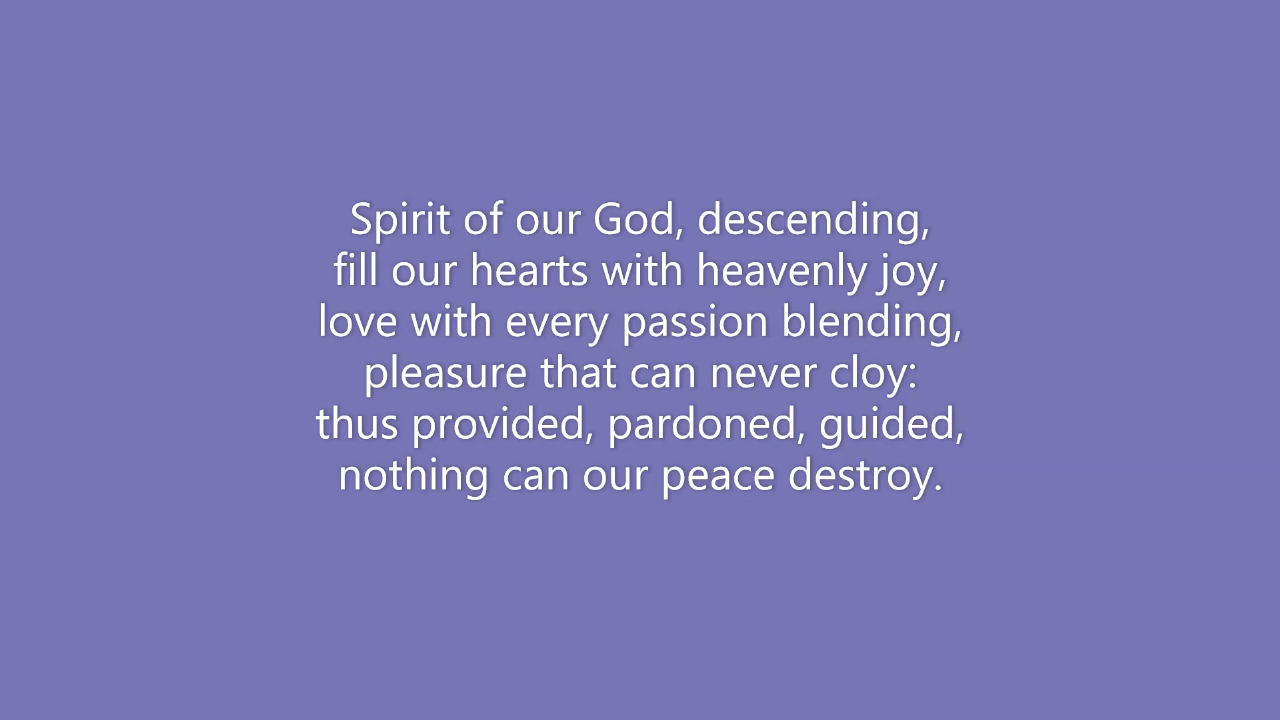 Spirit of our God, descending,
fill our hearts with heavenly joy,
love with every passion blending,
pleasure that can never cloy:
thus provided, pardoned, guided,
nothing can our peace destroy.